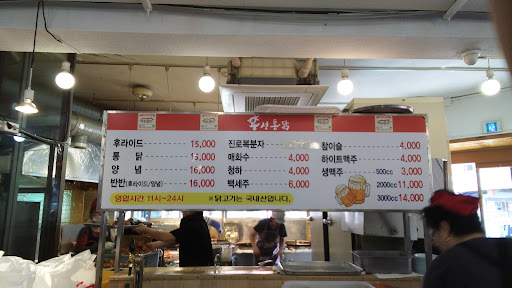 후라이드 15,000
통 닭 16,000
양 념 16,000
반반(후라이드/양념) 16,000
진로복분자
매화수 4,000
청하 4,000
백세주 6,000
참이슬 4,000
하이트맥주 4,000
생맥주 500cc 3,000
2000cc 11,000
3000cc 14,000
영업시간 11시~24시
※ 닭고기는 국내산입니다.